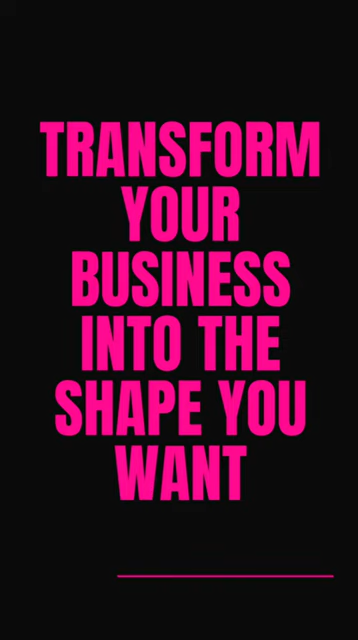 TRANSFORM
YOUR
BUSINESS
INTO THE
SHAPE YOU
WANT